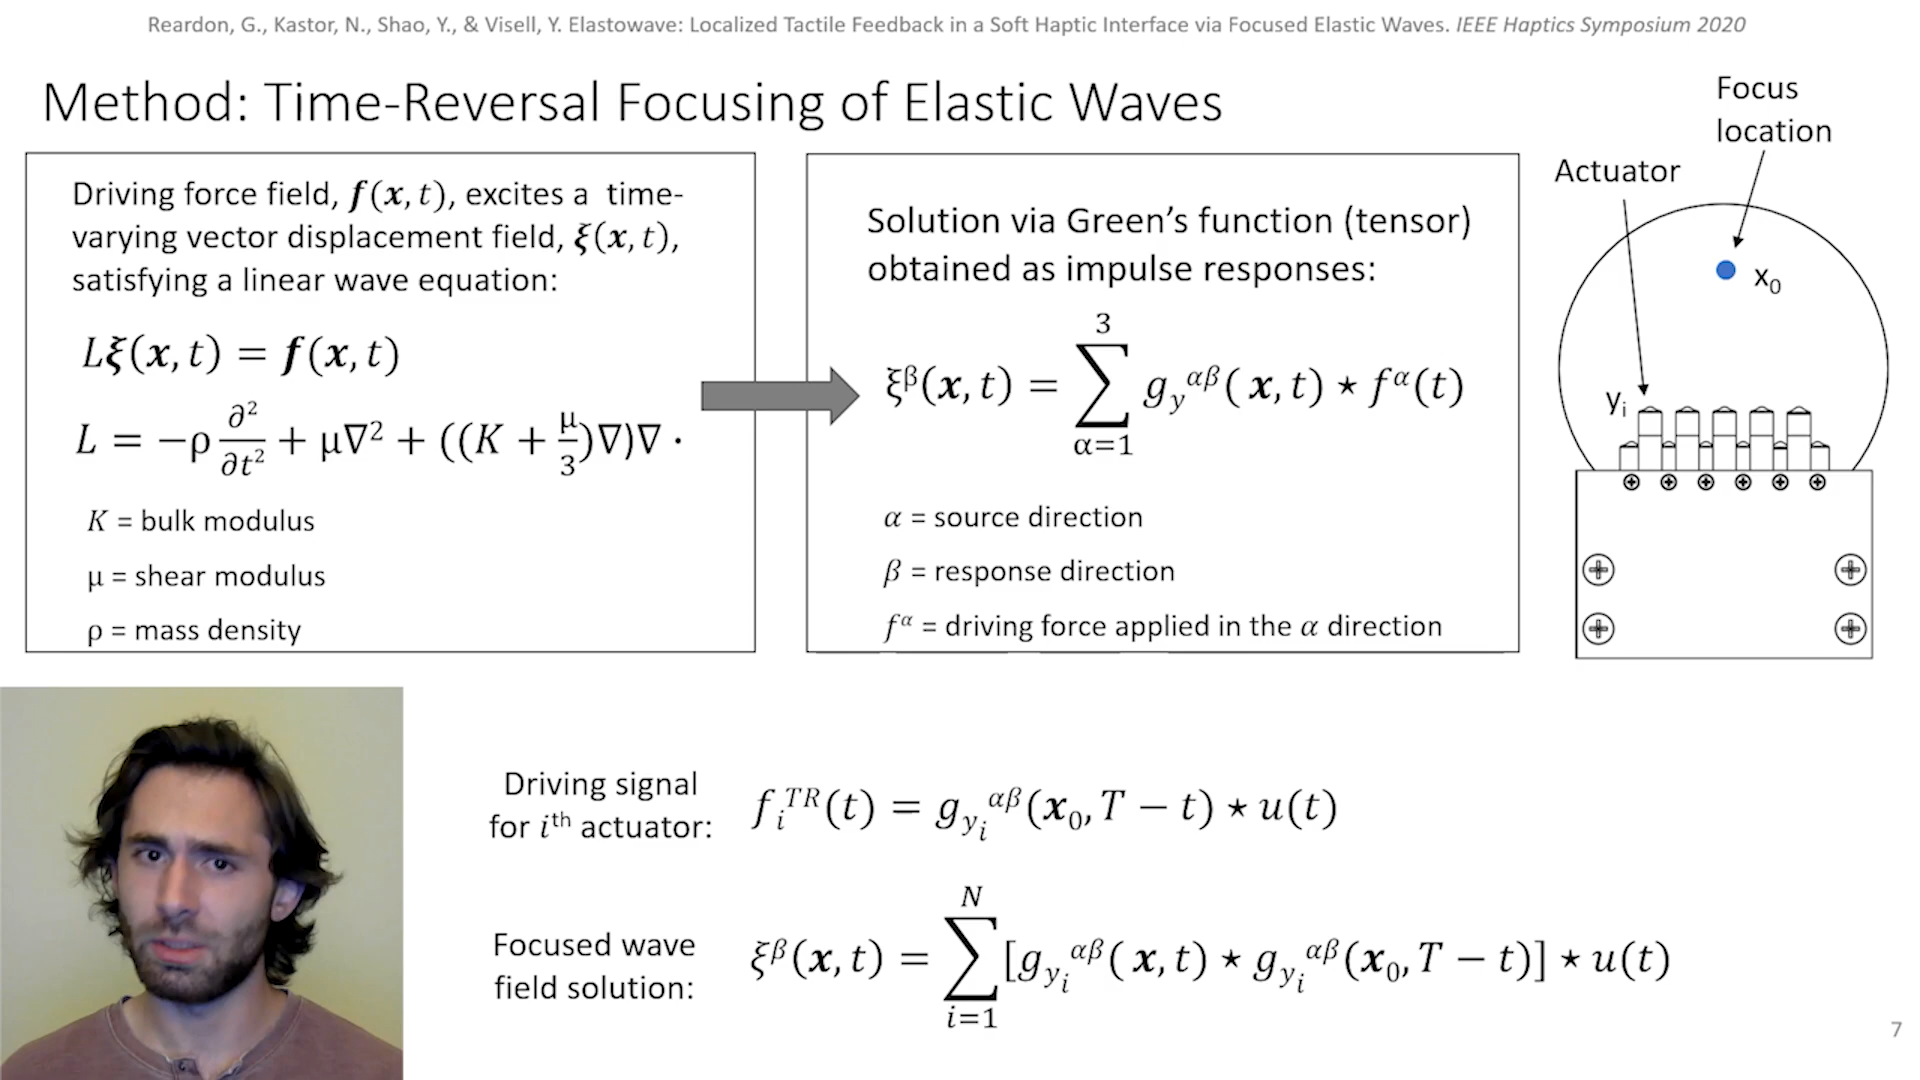 Reardon, G., Kastor, N., Shao, Y., & Visell, Y. Elastowave: Localized Tactile Feedback in a Soft Haptic Interface via Focused Elastic Waves. IEEE Haptics Symposium 2020
Method: Time-Reversal Focusing of Elastic Waves
Driving force field, f(x, t), excites a time-
varying vector displacement field, ξ(x, t),
satisfying a linear wave equation:
Lξ(x, t) = f(x, t)
L = −ρ ∂²/∂t² + μ∇² + ((K + μ/3)∇)∇ ·
K = bulk modulus
μ = shear modulus
ρ = mass density
Solution via Green's function (tensor)
obtained as impulse responses:
ξ^β(x, t) = ∑_{α=1}^{3} g_y^{αβ}(x, t) ⋆ f^α(t)
α = source direction
β = response direction
f^α = driving force applied in the α direction
Focus
location
Actuator
x₀
yᵢ
Driving signal
for iᵗʰ actuator:
f_i^{TR}(t) = g_{y_i}^{αβ}(x₀, T − t) ⋆ u(t)
Focused wave
field solution:
ξ^β(x, t) = ∑_{i=1}^{N} [g_{y_i}^{αβ}(x, t) ⋆ g_{y_i}^{αβ}(x₀, T − t)] ⋆ u(t)
7